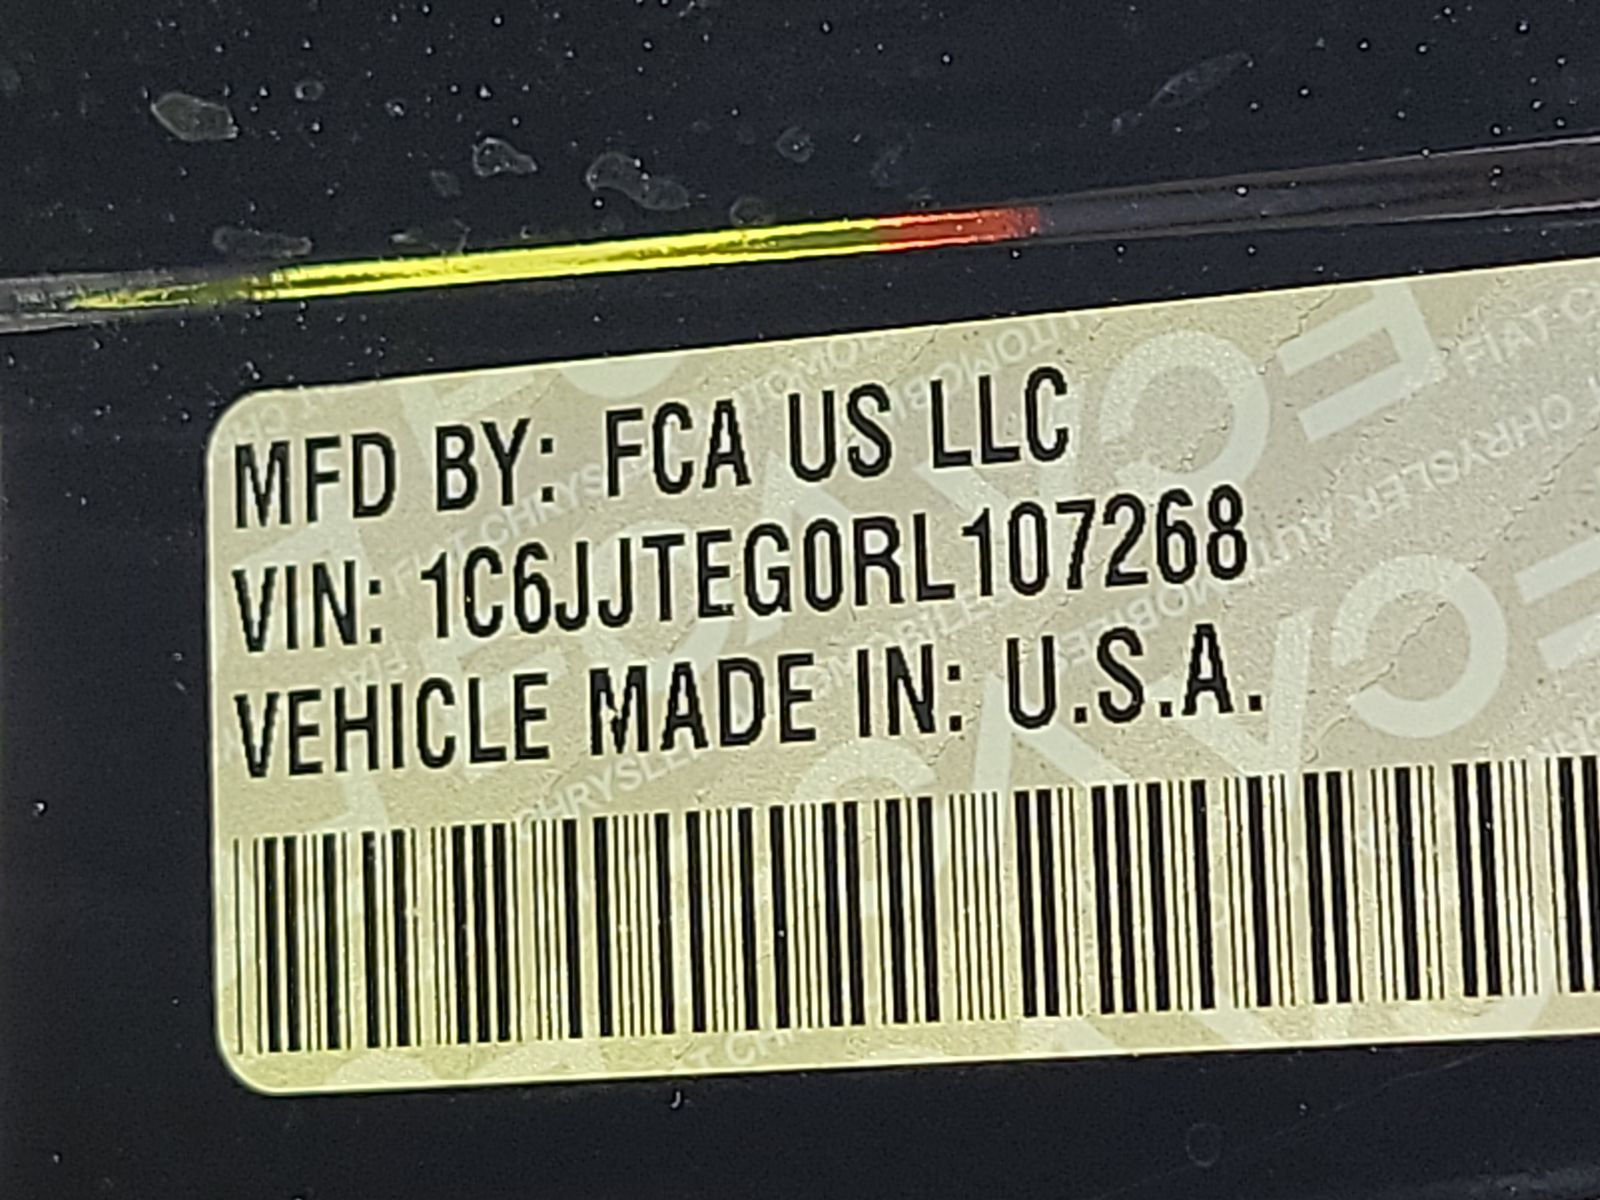 MFD BY: FCA US LLC
VIN: 1C6JJTEG0RL107268
VEHICLE MADE IN: U.S.A.